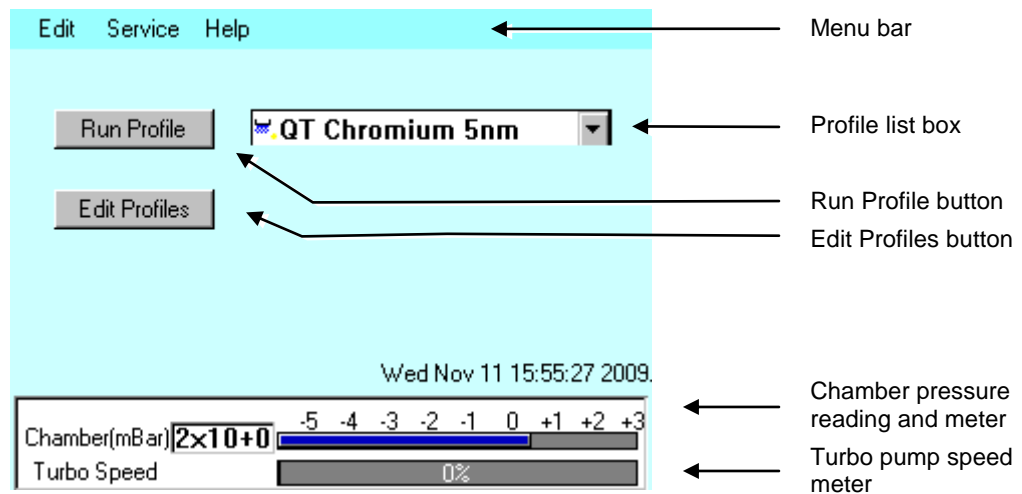 Edit Service Help
Menu bar
Run Profile
QT Chromium 5nm
Profile list box
Run Profile button
Edit Profiles
Edit Profiles button
Wed Nov 11 15:55:27 2009.
Chamber pressure
reading and meter
-5 -4 -3 -2 -1 0 +1 +2 +3
Chamber(mBar) 2×10+0
Turbo Speed 0%
Turbo pump speed
meter